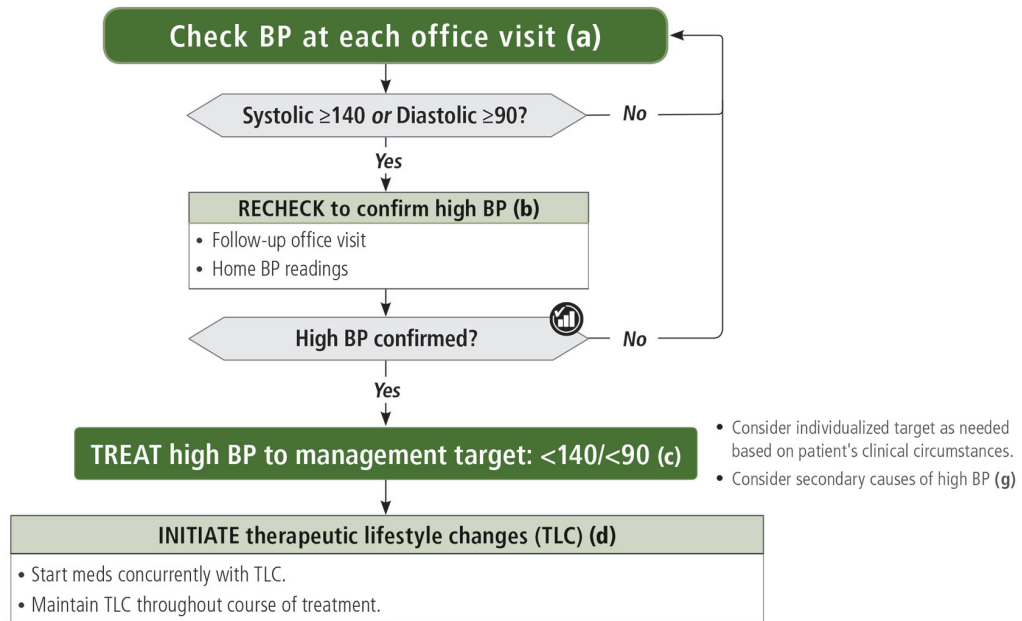 Check BP at each office visit (a)
Systolic ≥140 or Diastolic ≥90?
No
Yes
RECHECK to confirm high BP (b)
• Follow-up office visit
• Home BP readings
High BP confirmed?
No
Yes
TREAT high BP to management target: <140/<90 (c)
• Consider individualized target as needed
based on patient's clinical circumstances.
• Consider secondary causes of high BP (g)
INITIATE therapeutic lifestyle changes (TLC) (d)
• Start meds concurrently with TLC.
• Maintain TLC throughout course of treatment.